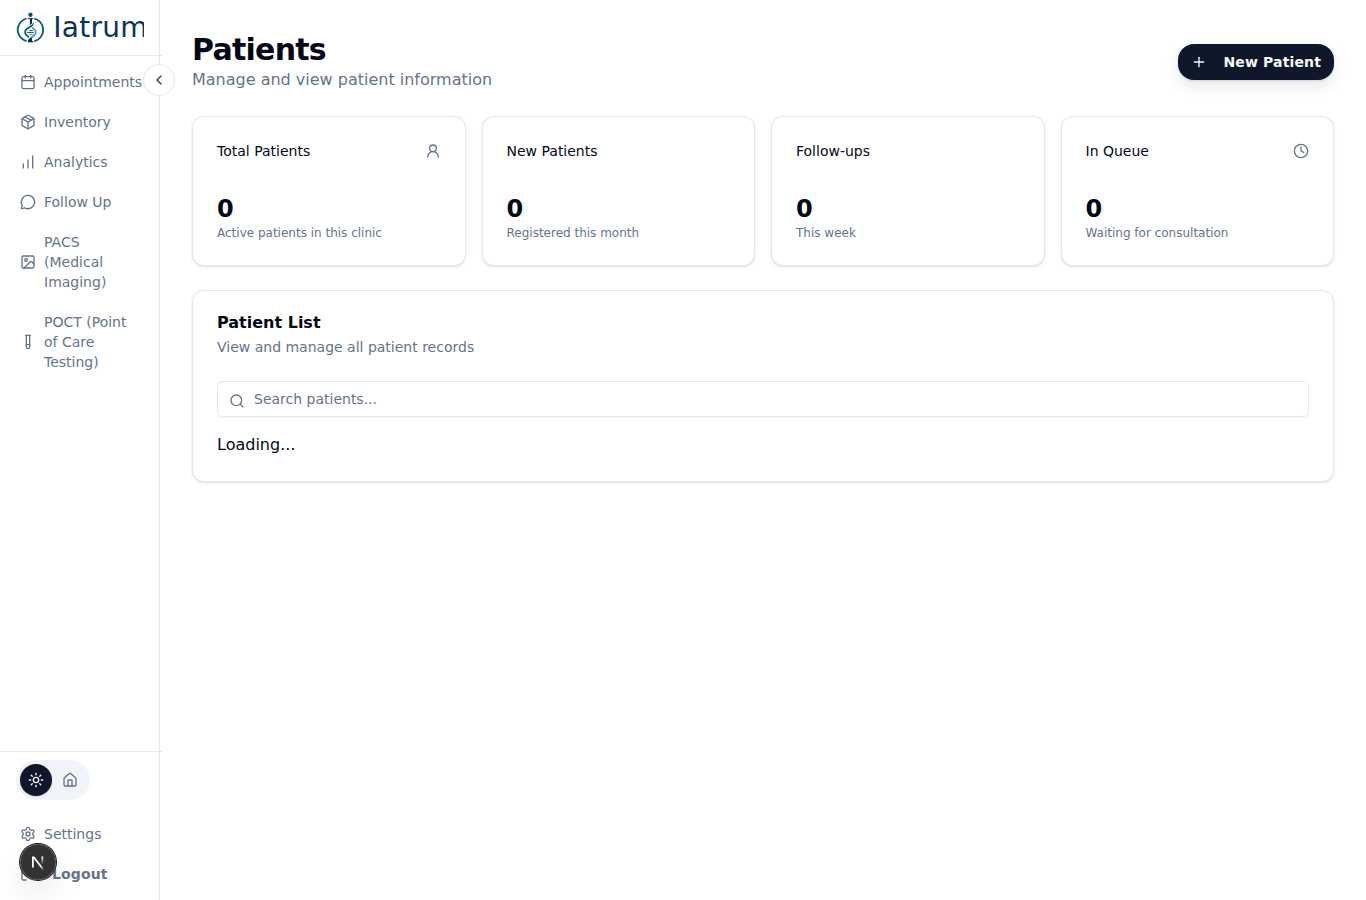 Iatrum
Appointments
Inventory
Analytics
Follow Up
PACS
(Medical
Imaging)
POCT (Point
of Care
Testing)
Settings
N
Logout
Patients
Manage and view patient information
New Patient
Total Patients
0
Active patients in this clinic
New Patients
0
Registered this month
Follow-ups
0
This week
In Queue
0
Waiting for consultation
Patient List
View and manage all patient records
Search patients...
Loading...